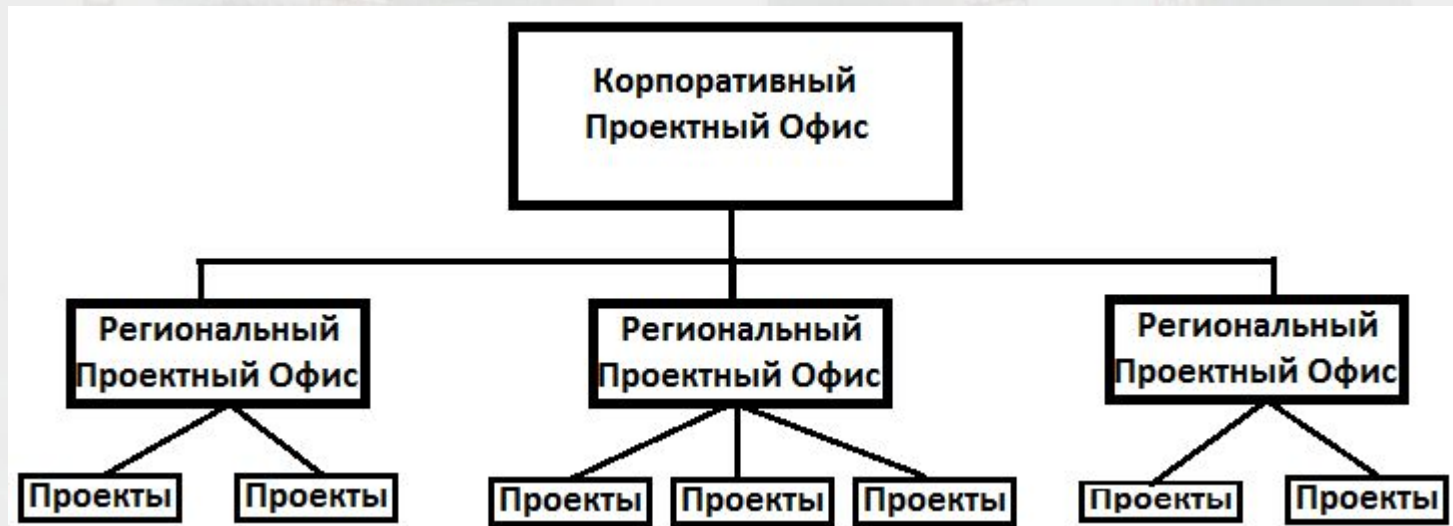 Корпоративный
Проектный Офис
Региональный
Проектный Офис
Региональный
Проектный Офис
Региональный
Проектный Офис
Проекты
Проекты
Проекты
Проекты
Проекты
Проекты
Проекты